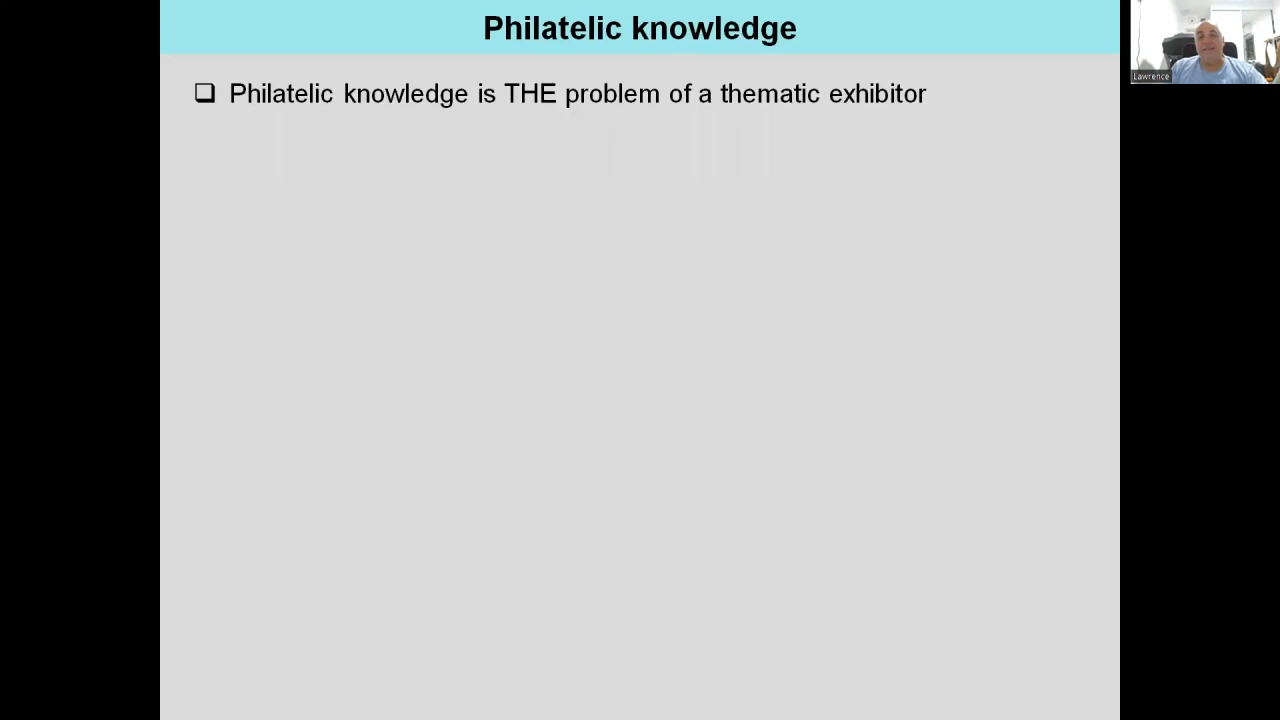 Philatelic knowledge
Lawrence
❑ Philatelic knowledge is THE problem of a thematic exhibitor